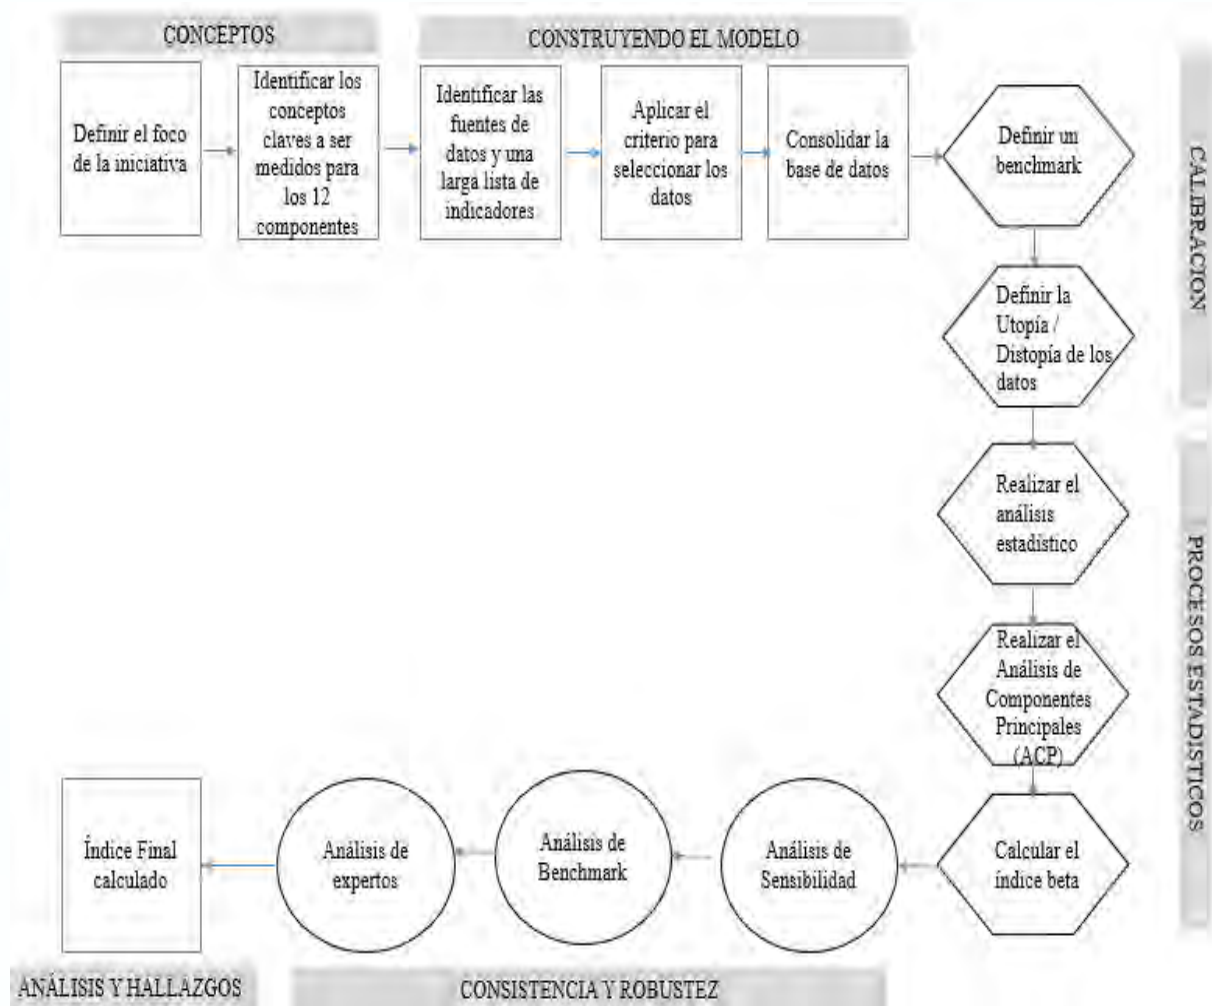 CONCEPTOS
CONSTRUYENDO EL MODELO
Definir el foco
de la iniciativa
Identificar los
conceptos
claves a ser
medidos para
los 12
componentes
Identificar las
fuentes de
datos y una
larga lista de
indicadores
Aplicar el
criterio para
seleccionar los
datos
Consolidar la
base de datos
Definir un
benchmark
CALIBRACION
Definir la
Utopía /
Distopía de los
datos
Realizar el
análisis
estadístico
PROCESOS ESTADISTICOS
Realizar el
Análisis de
Componentes
Principales
(ACP)
Calcular el
índice beta
Análisis de
Sensibilidad
Análisis de
Benchmark
Análisis de
expertos
Índice Final
calculado
ANÁLISIS Y HALLAZGOS
CONSISTENCIA Y ROBUSTEZ